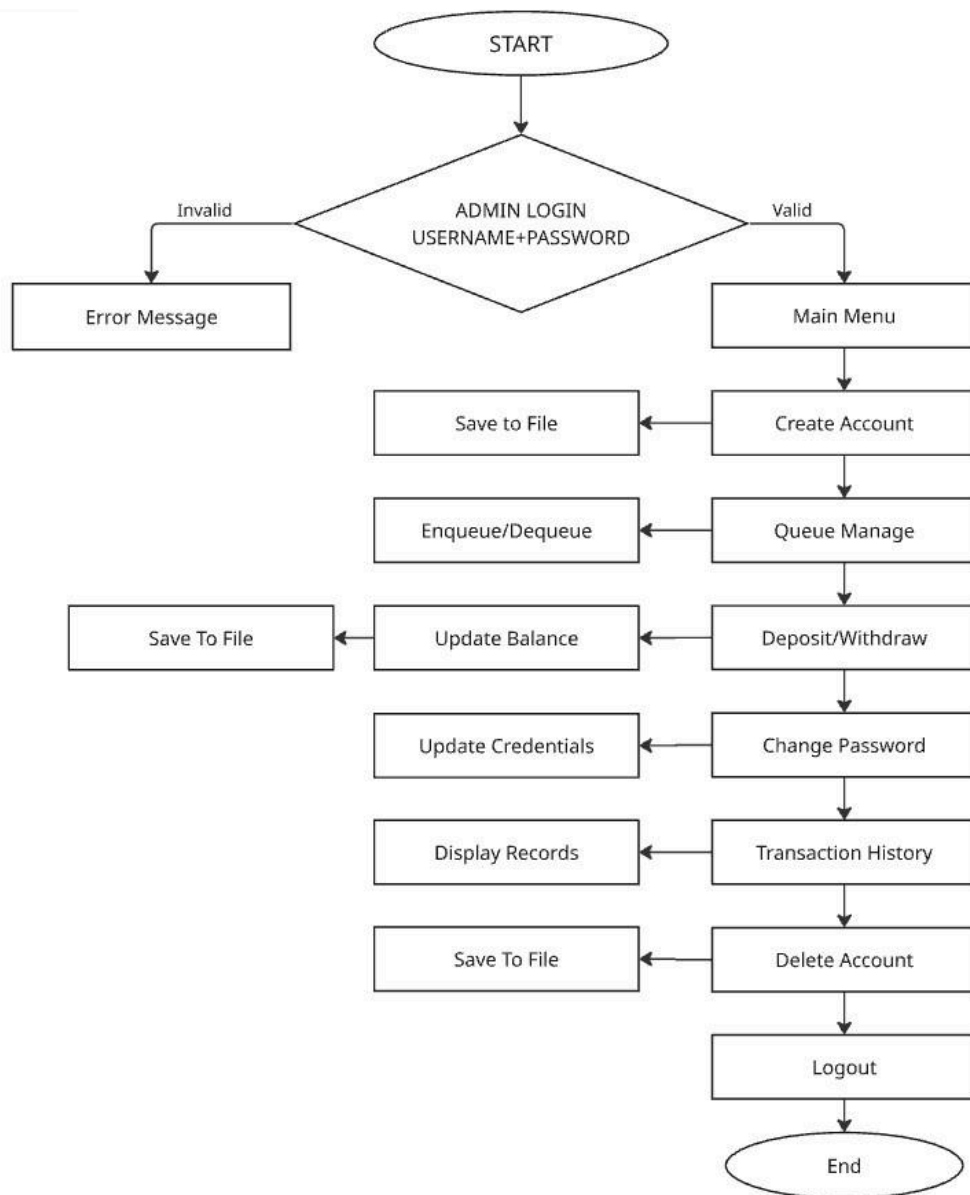 START
ADMIN LOGIN
USERNAME+PASSWORD
Invalid
Valid
Error Message
Main Menu
Save to File
Create Account
Enqueue/Dequeue
Queue Manage
Save To File
Update Balance
Deposit/Withdraw
Update Credentials
Change Password
Display Records
Transaction History
Save To File
Delete Account
Logout
End